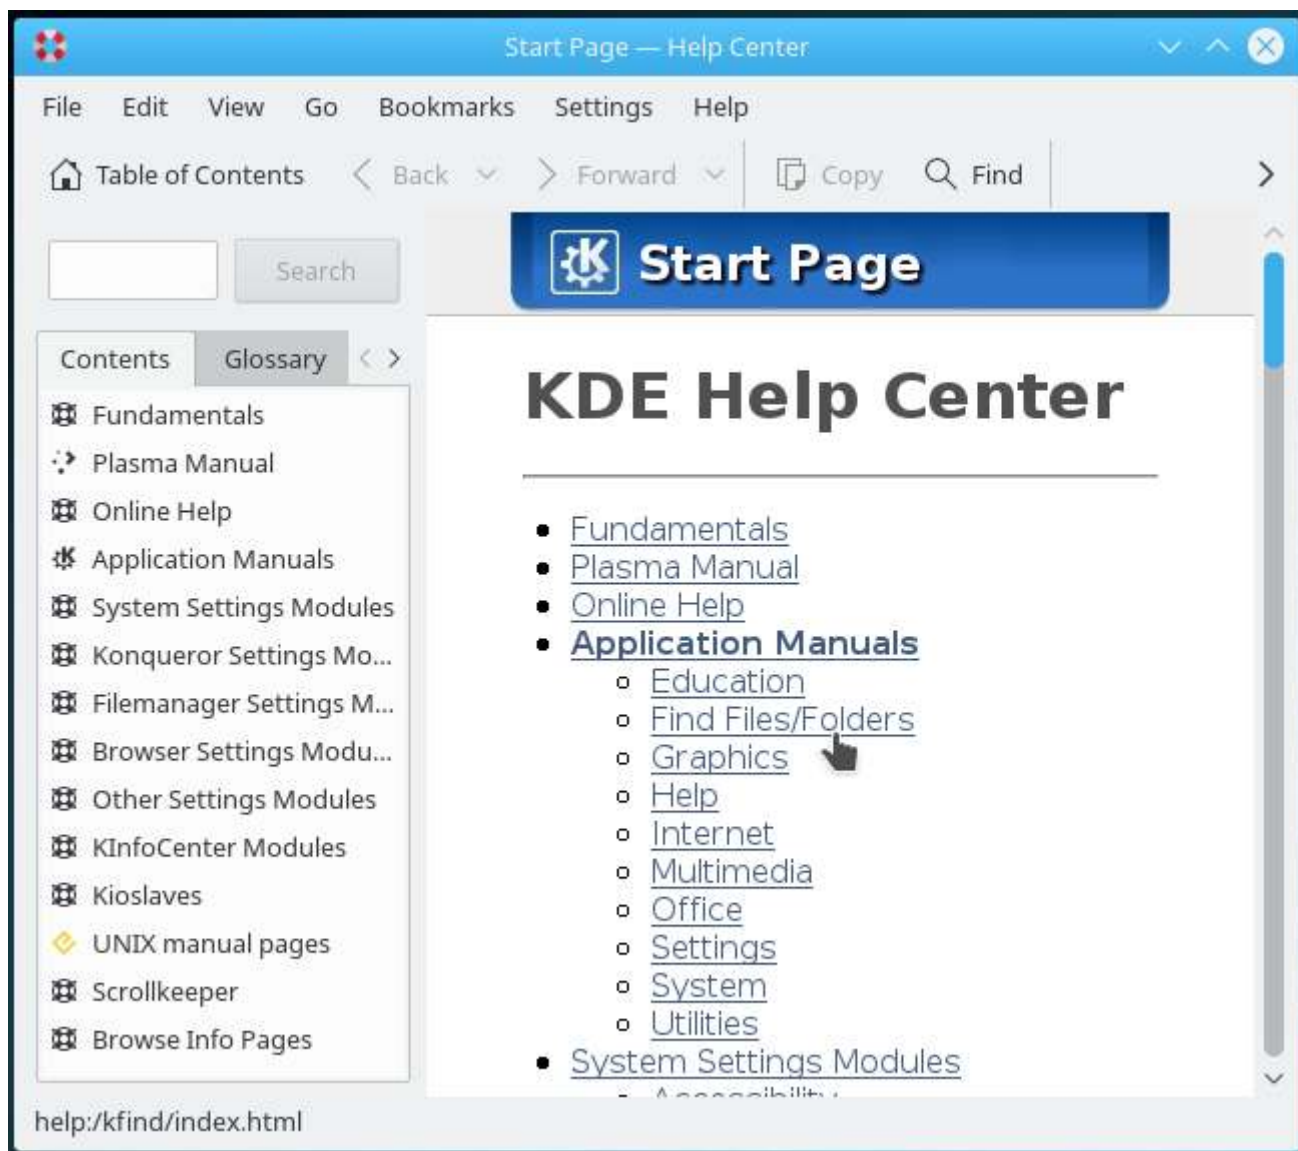 Start Page — Help Center
File Edit View Go Bookmarks Settings Help
Table of Contents Back Forward Copy Find
Search
Contents Glossary
Fundamentals
Plasma Manual
Online Help
Application Manuals
System Settings Modules
Konqueror Settings Mo...
Filemanager Settings M...
Browser Settings Modu...
Other Settings Modules
KInfoCenter Modules
Kioslaves
UNIX manual pages
Scrollkeeper
Browse Info Pages
Start Page
KDE Help Center
Fundamentals
Plasma Manual
Online Help
Application Manuals
Education
Find Files/Folders
Graphics
Help
Internet
Multimedia
Office
Settings
System
Utilities
System Settings Modules
Accessibility
help:/kfind/index.html